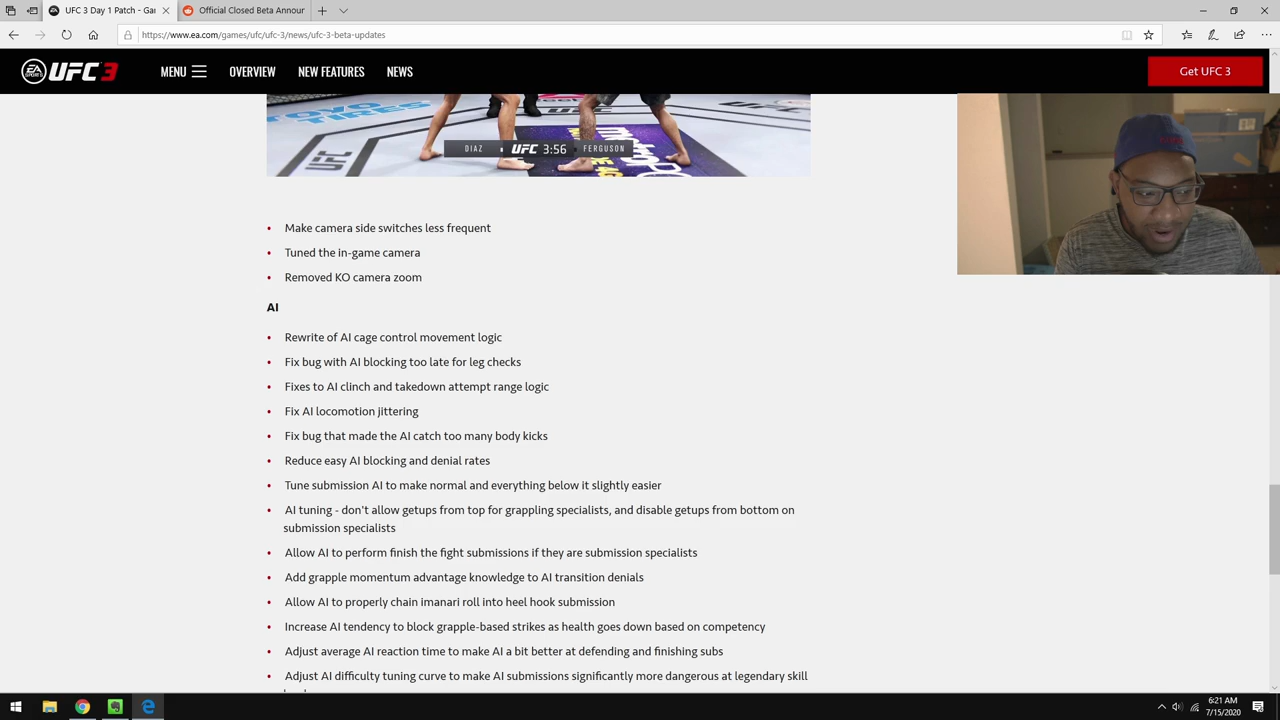 UFC 3 Day 1 Patch - Gar
Official Closed Beta Announ
https://www.ea.com/games/ufc/ufc-3/news/ufc-3-beta-updates
EA SPORTS UFC 3
MENU
OVERVIEW
NEW FEATURES
NEWS
Get UFC 3
TOYO TIRES
UFC
DIAZ UFC 3:56 FERGUSON
• Make camera side switches less frequent
• Tuned the in-game camera
• Removed KO camera zoom
AI
• Rewrite of AI cage control movement logic
• Fix bug with AI blocking too late for leg checks
• Fixes to AI clinch and takedown attempt range logic
• Fix AI locomotion jittering
• Fix bug that made the AI catch too many body kicks
• Reduce easy AI blocking and denial rates
• Tune submission AI to make normal and everything below it slightly easier
• AI tuning - don't allow getups from top for grappling specialists, and disable getups from bottom on
submission specialists
• Allow AI to perform finish the fight submissions if they are submission specialists
• Add grapple momentum advantage knowledge to AI transition denials
• Allow AI to properly chain imanari roll into heel hook submission
• Increase AI tendency to block grapple-based strikes as health goes down based on competency
• Adjust average AI reaction time to make AI a bit better at defending and finishing subs
• Adjust AI difficulty tuning curve to make AI submissions significantly more dangerous at legendary skill
6:21 AM
7/15/2020